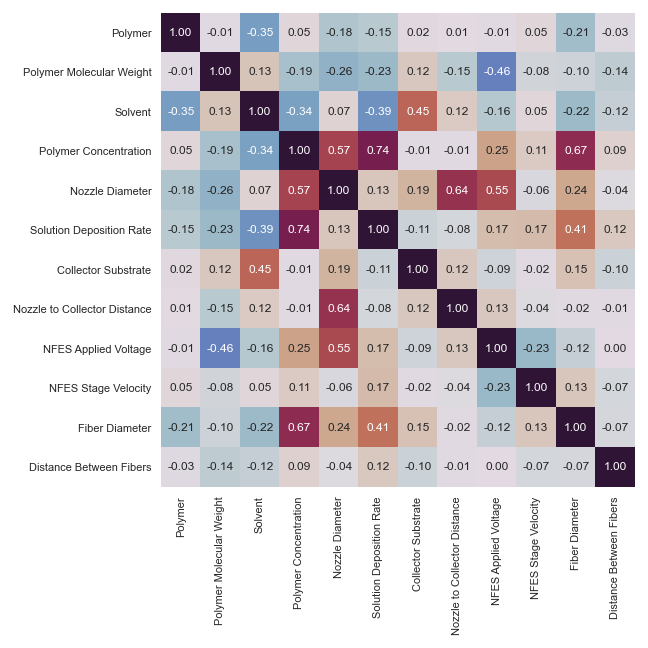 Polymer 1.00 -0.01 -0.35 0.05 -0.18 -0.15 0.02 0.01 -0.01 0.05 -0.21 -0.03
Polymer Molecular Weight -0.01 1.00 0.13 -0.19 -0.26 -0.23 0.12 -0.15 -0.46 -0.08 -0.10 -0.14
Solvent -0.35 0.13 1.00 -0.34 0.07 -0.39 0.45 0.12 -0.16 0.05 -0.22 -0.12
Polymer Concentration 0.05 -0.19 -0.34 1.00 0.57 0.74 -0.01 -0.01 0.25 0.11 0.67 0.09
Nozzle Diameter -0.18 -0.26 0.07 0.57 1.00 0.13 0.19 0.64 0.55 -0.06 0.24 -0.04
Solution Deposition Rate -0.15 -0.23 -0.39 0.74 0.13 1.00 -0.11 -0.08 0.17 0.17 0.41 0.12
Collector Substrate 0.02 0.12 0.45 -0.01 0.19 -0.11 1.00 0.12 -0.09 -0.02 0.15 -0.10
Nozzle to Collector Distance 0.01 -0.15 0.12 -0.01 0.64 -0.08 0.12 1.00 0.13 -0.04 -0.02 -0.01
NFES Applied Voltage -0.01 -0.46 -0.16 0.25 0.55 0.17 -0.09 0.13 1.00 -0.23 -0.12 0.00
NFES Stage Velocity 0.05 -0.08 0.05 0.11 -0.06 0.17 -0.02 -0.04 -0.23 1.00 0.13 -0.07
Fiber Diameter -0.21 -0.10 -0.22 0.67 0.24 0.41 0.15 -0.02 -0.12 0.13 1.00 -0.07
Distance Between Fibers -0.03 -0.14 -0.12 0.09 -0.04 0.12 -0.10 -0.01 0.00 -0.07 -0.07 1.00
Polymer
Polymer Molecular Weight
Solvent
Polymer Concentration
Nozzle Diameter
Solution Deposition Rate
Collector Substrate
Nozzle to Collector Distance
NFES Applied Voltage
NFES Stage Velocity
Fiber Diameter
Distance Between Fibers